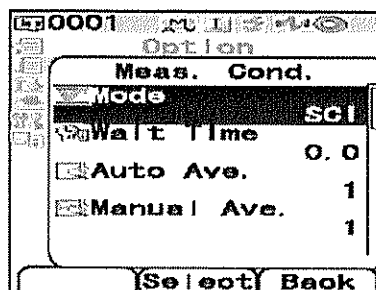 0001
Option
Meas. Cond.
Mode
SCI
Wait Time
0.0
Auto Ave.
1
Manual Ave.
1
Select Back